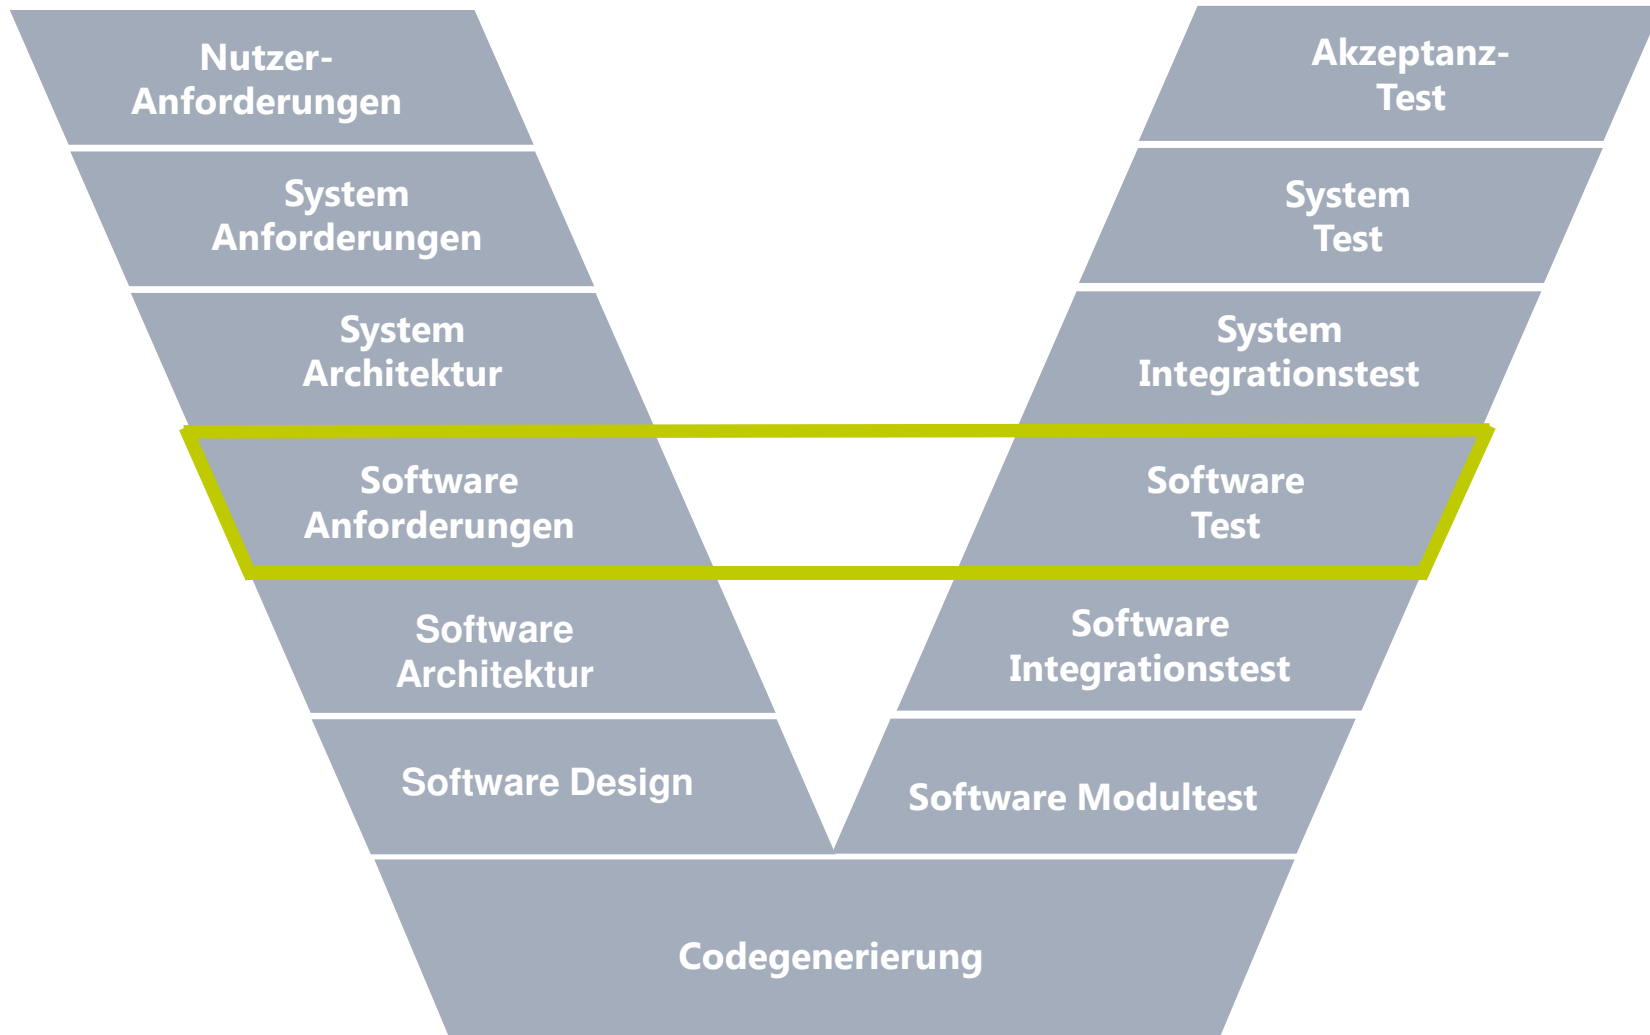 Nutzer-
Anforderungen
System
Anforderungen
System
Architektur
Software
Anforderungen
Software
Architektur
Software Design
Codegenerierung
Akzeptanz-
Test
System
Test
System
Integrationstest
Software
Test
Software
Integrationstest
Software Modultest